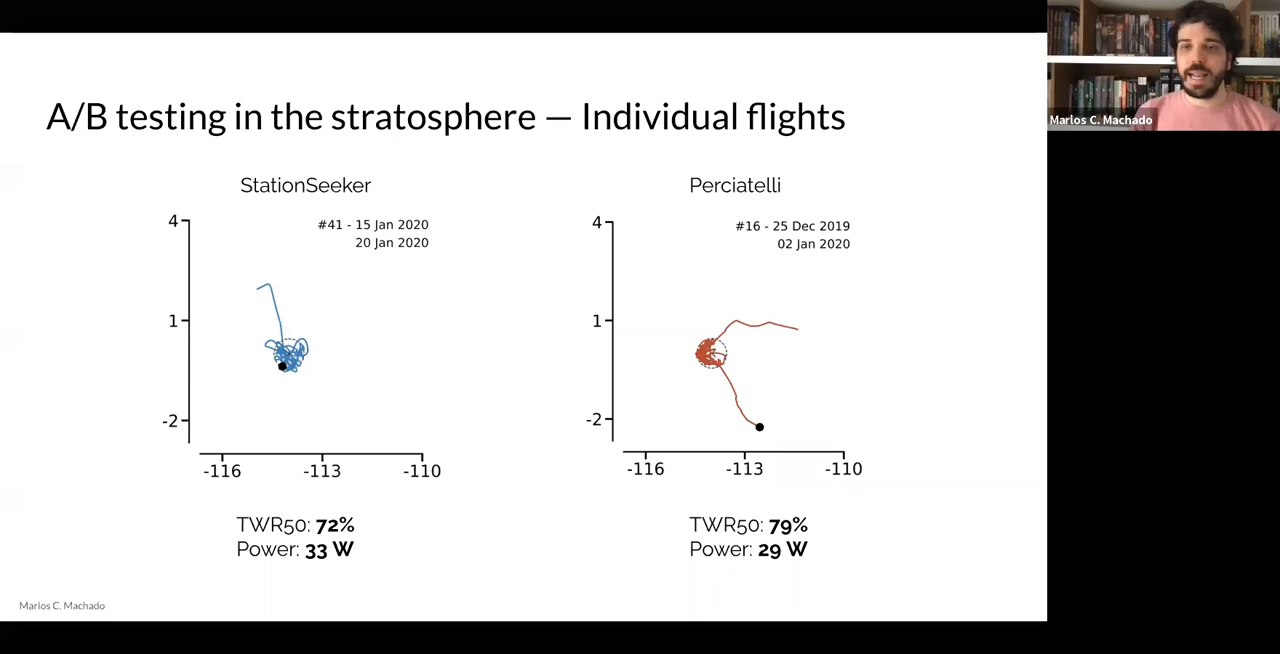 A/B testing in the stratosphere — Individual flights
StationSeeker
#41 - 15 Jan 2020
20 Jan 2020
4
1
-2
-116 -113 -110
TWR50: 72%
Power: 33 W
Perciatelli
#16 - 25 Dec 2019
02 Jan 2020
4
1
-2
-116 -113 -110
TWR50: 79%
Power: 29 W
Marlos C. Machado
Marlos C. Machado